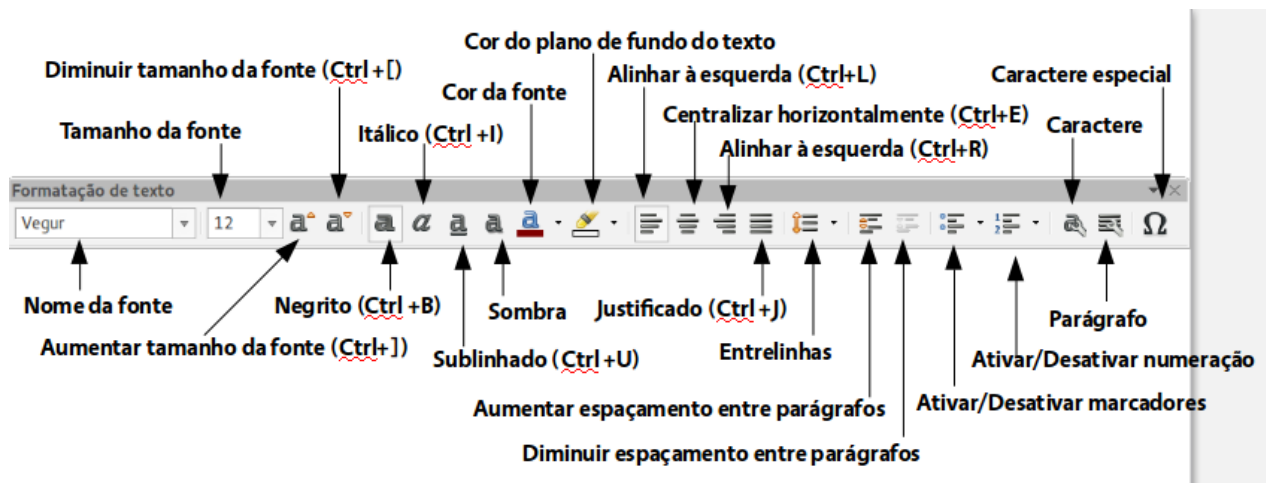 Cor do plano de fundo do texto
Diminuir tamanho da fonte (Ctrl +[)
Alinhar à esquerda (Ctrl+L)
Caractere especial
Cor da fonte
Centralizar horizontalmente (Ctrl+E)
Tamanho da fonte
Itálico (Ctrl +I)
Caractere
Alinhar à esquerda (Ctrl+R)
Formatação de texto
Vegur
12
Nome da fonte
Negrito (Ctrl +B)
Sombra
Justificado (Ctrl +J)
Parágrafo
Aumentar tamanho da fonte (Ctrl+])
Sublinhado (Ctrl +U)
Entrelinhas
Ativar/Desativar numeração
Aumentar espaçamento entre parágrafos
Ativar/Desativar marcadores
Diminuir espaçamento entre parágrafos